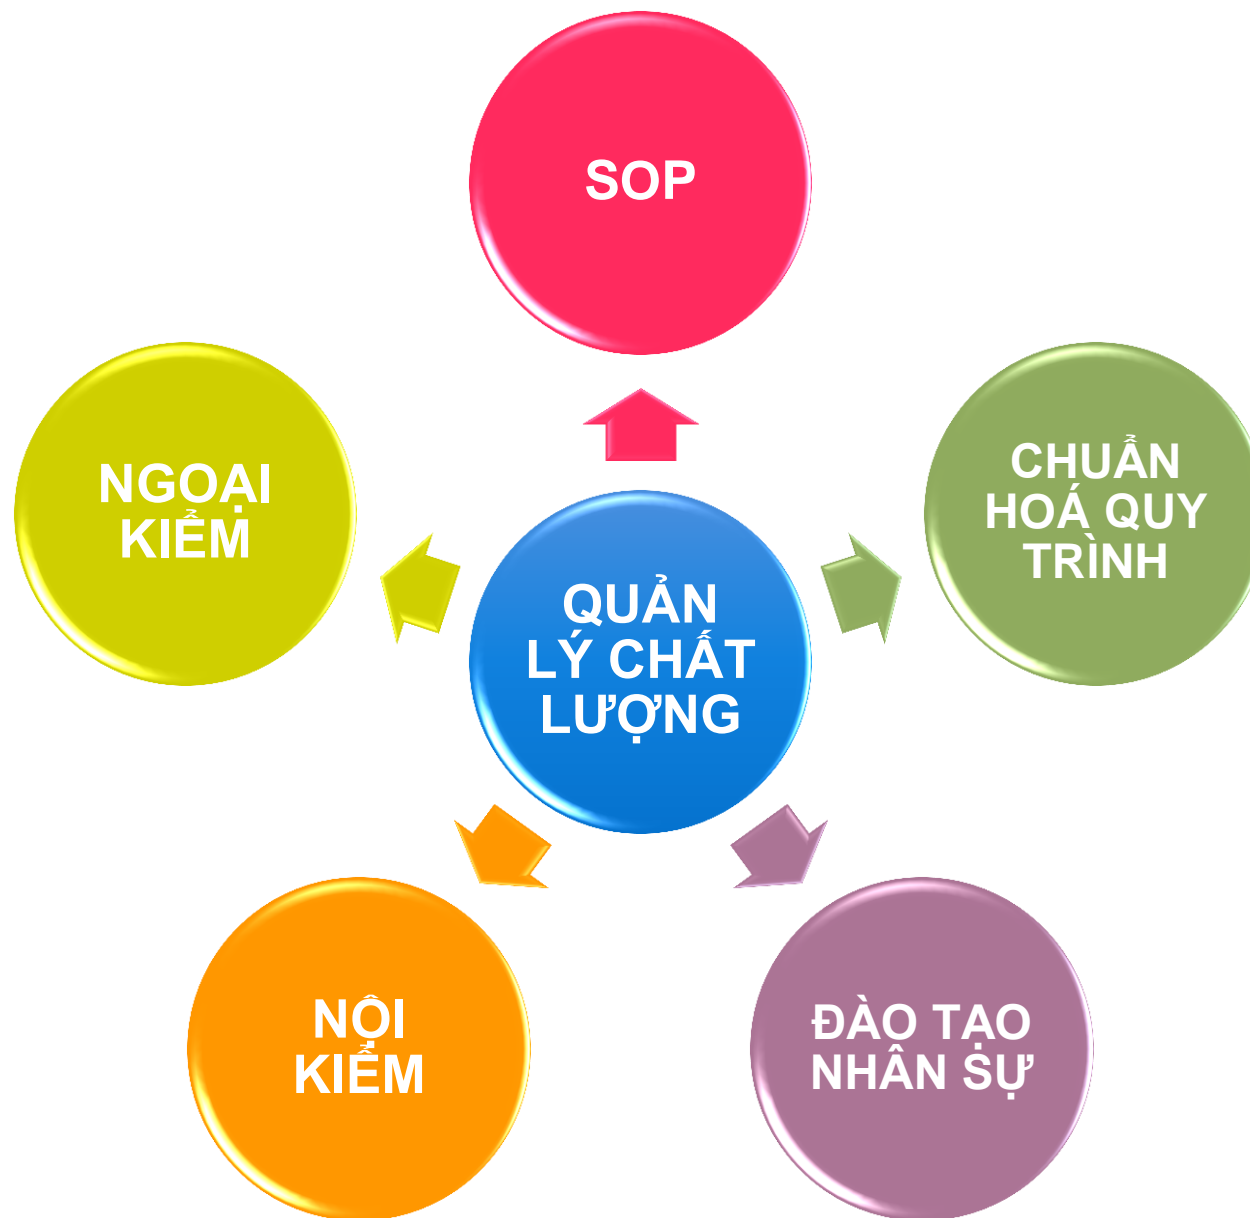 SOP
NGOẠI
KIỂM
CHUẨN
HOÁ QUY
TRÌNH
QUẢN
LÝ CHẤT
LƯỢNG
NỘI
KIỂM
ĐÀO TẠO
NHÂN SỰ